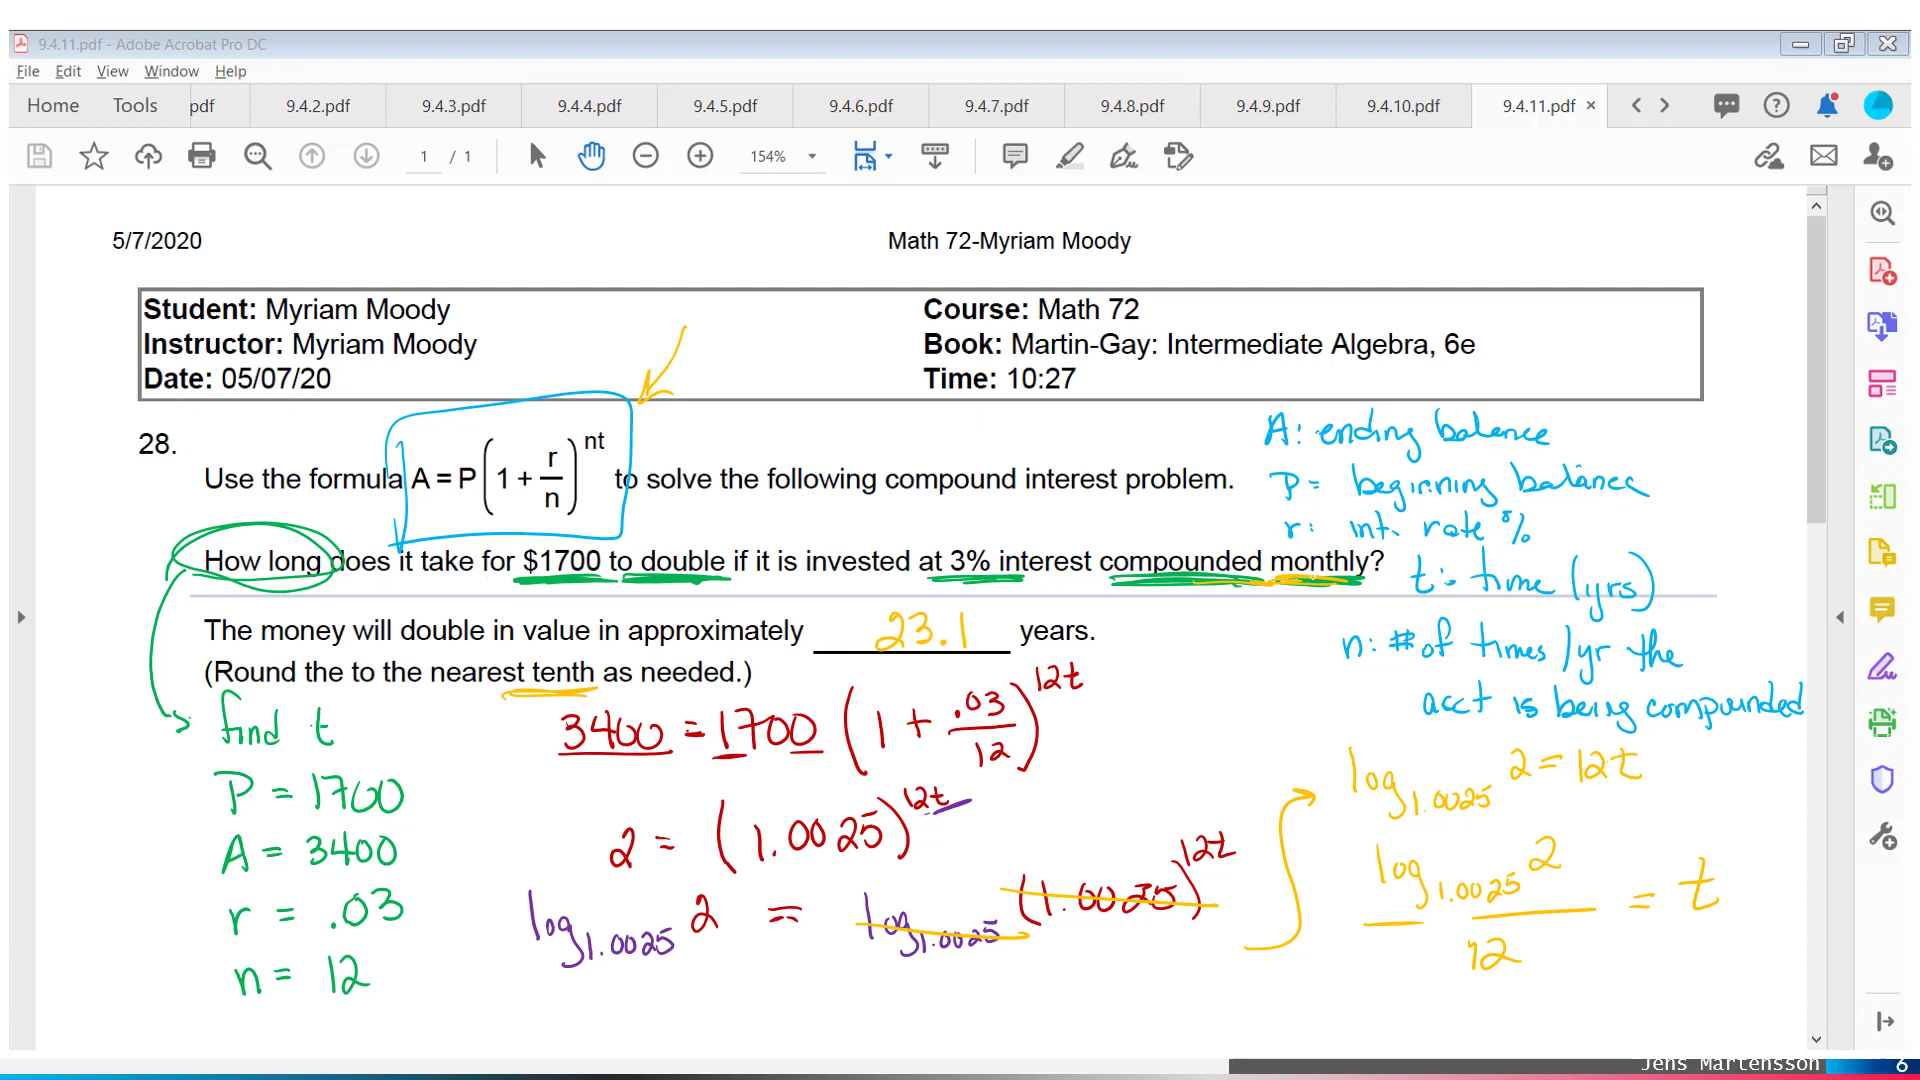 9.4.11.pdf - Adobe Acrobat Pro DC
File Edit View Window Help
Home Tools pdf 9.4.2.pdf 9.4.3.pdf 9.4.4.pdf 9.4.5.pdf 9.4.6.pdf 9.4.7.pdf 9.4.8.pdf 9.4.9.pdf 9.4.10.pdf 9.4.11.pdf ×
1 / 1 154%
5/7/2020 Math 72-Myriam Moody
Student: Myriam Moody Course: Math 72
Instructor: Myriam Moody Book: Martin-Gay: Intermediate Algebra, 6e
Date: 05/07/20 Time: 10:27
28.
Use the formula A = P(1 + r/n)^nt to solve the following compound interest problem.
How long does it take for $1700 to double if it is invested at 3% interest compounded monthly?
The money will double in value in approximately 23.1 years.
(Round the to the nearest tenth as needed.)
A: ending balance
P = beginning balance
r: int. rate %
t: time (yrs)
n: # of times /yr the
acct is being compounded
find t
P = 1700
A = 3400
r = .03
n = 12
3400 = 1700 (1 + .03/12)^12t
2 = (1.0025)^12t
log_1.0025 2 = log_1.0025 (1.0025)^12t
log_1.0025 2 = 12t
log_1.0025 2 / 12 = t
Jens Martensson 6